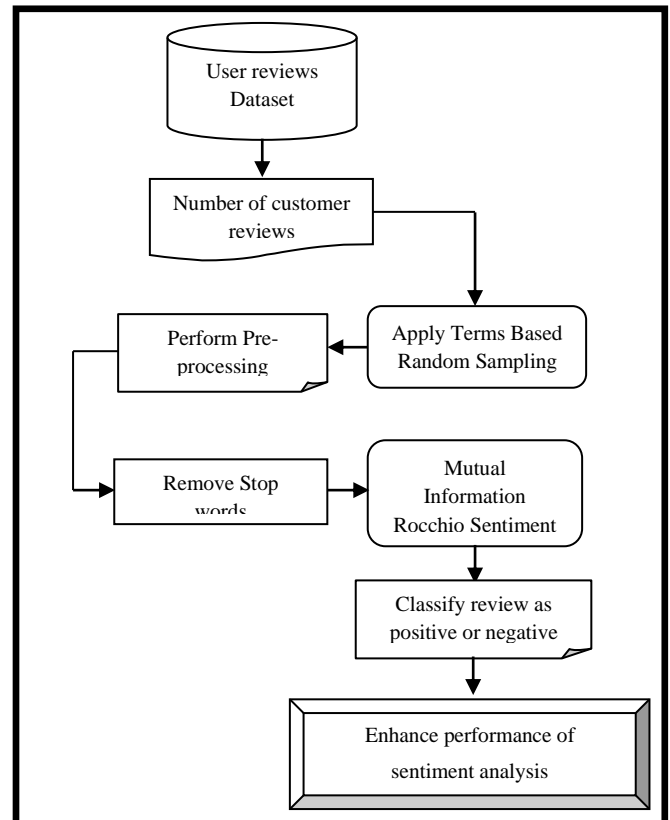 User reviews
Dataset
Number of customer
reviews
Apply Terms Based
Random Sampling
Perform Pre-
processing
Remove Stop
words
Mutual
Information
Rocchio Sentiment
Classify review as
positive or negative
Enhance performance of
sentiment analysis